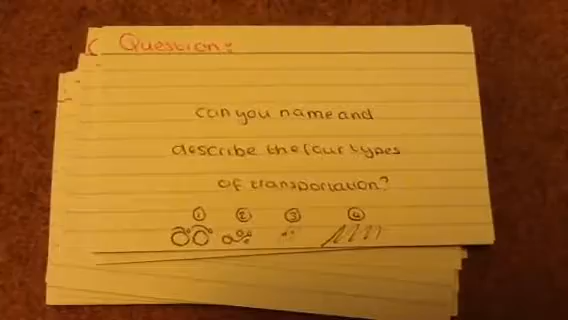 Question:
can you name and
describe the four types
of transportation?
① ② ③ ④